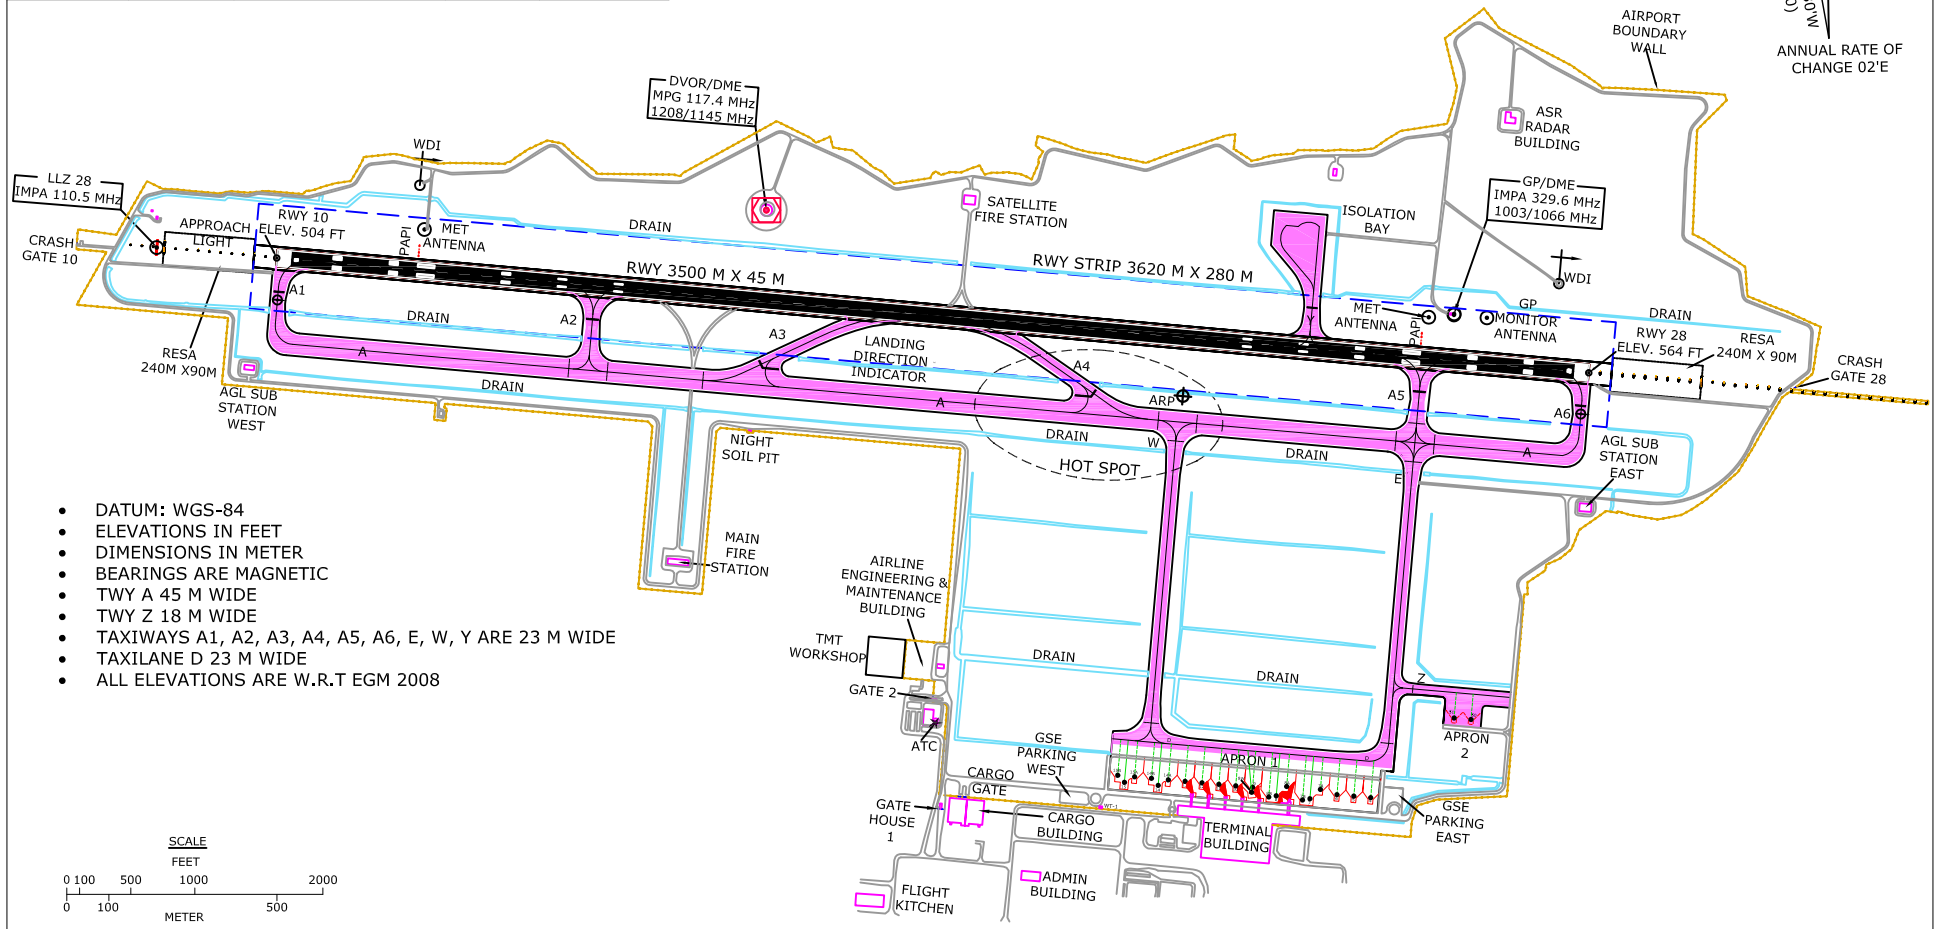 0'W
0)
ANNUAL RATE OF
CHANGE 02'E
AIRPORT
BOUNDARY
WALL
DVOR/DME
MPG 117.4 MHz
1208/1145 MHz
ASR
RADAR
BUILDING
WDI
LLZ 28
IMPA 110.5 MHz
GP/DME
IMPA 329.6 MHz
1003/1066 MHz
CRASH
GATE 10
APPROACH
LIGHT
RWY 10
ELEV. 504 FT
PAPI
MET
ANTENNA
DRAIN
SATELLITE
FIRE STATION
ISOLATION
BAY
RWY 3500 M X 45 M
RWY STRIP 3620 M X 280 M
WDI
MET
ANTENNA
PAPI
GP
MONITOR
ANTENNA
DRAIN
RWY 28
ELEV. 564 FT
RESA
240M X 90M
CRASH
GATE 28
A1
A2
A3
A4
A5
A6
Y
DRAIN
LANDING
DIRECTION
INDICATOR
RESA
240M X90M
A
A
A
ARP
W
E
DRAIN
DRAIN
DRAIN
HOT SPOT
AGL SUB
STATION
WEST
NIGHT
SOIL PIT
AGL SUB
STATION
EAST
• DATUM: WGS-84
• ELEVATIONS IN FEET
• DIMENSIONS IN METER
• BEARINGS ARE MAGNETIC
• TWY A 45 M WIDE
• TWY Z 18 M WIDE
• TAXIWAYS A1, A2, A3, A4, A5, A6, E, W, Y ARE 23 M WIDE
• TAXILANE D 23 M WIDE
• ALL ELEVATIONS ARE W.R.T EGM 2008
MAIN
FIRE
STATION
AIRLINE
ENGINEERING &
MAINTENANCE
BUILDING
TMT
WORKSHOP
GATE 2
ATC
DRAIN
DRAIN
Z
APRON
2
APRON 1
GSE
PARKING
WEST
CARGO
GATE
GATE
HOUSE
1
CARGO
BUILDING
WT-1
TERMINAL
BUILDING
GSE
PARKING
EAST
FLIGHT
KITCHEN
ADMIN
BUILDING
SCALE
FEET
0 100 500 1000 2000
0 100 500
METER